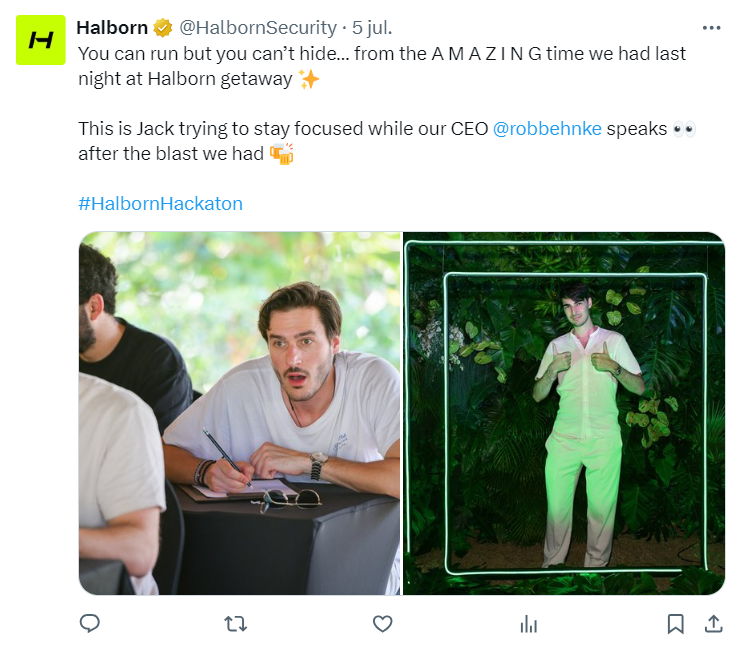 Halborn @HalbornSecurity · 5 jul.
You can run but you can’t hide... from the A M A Z I N G time we had last
night at Halborn getaway ✨
This is Jack trying to stay focused while our CEO @robbehnke speaks 👀
after the blast we had 🍻
#HalbornHackaton